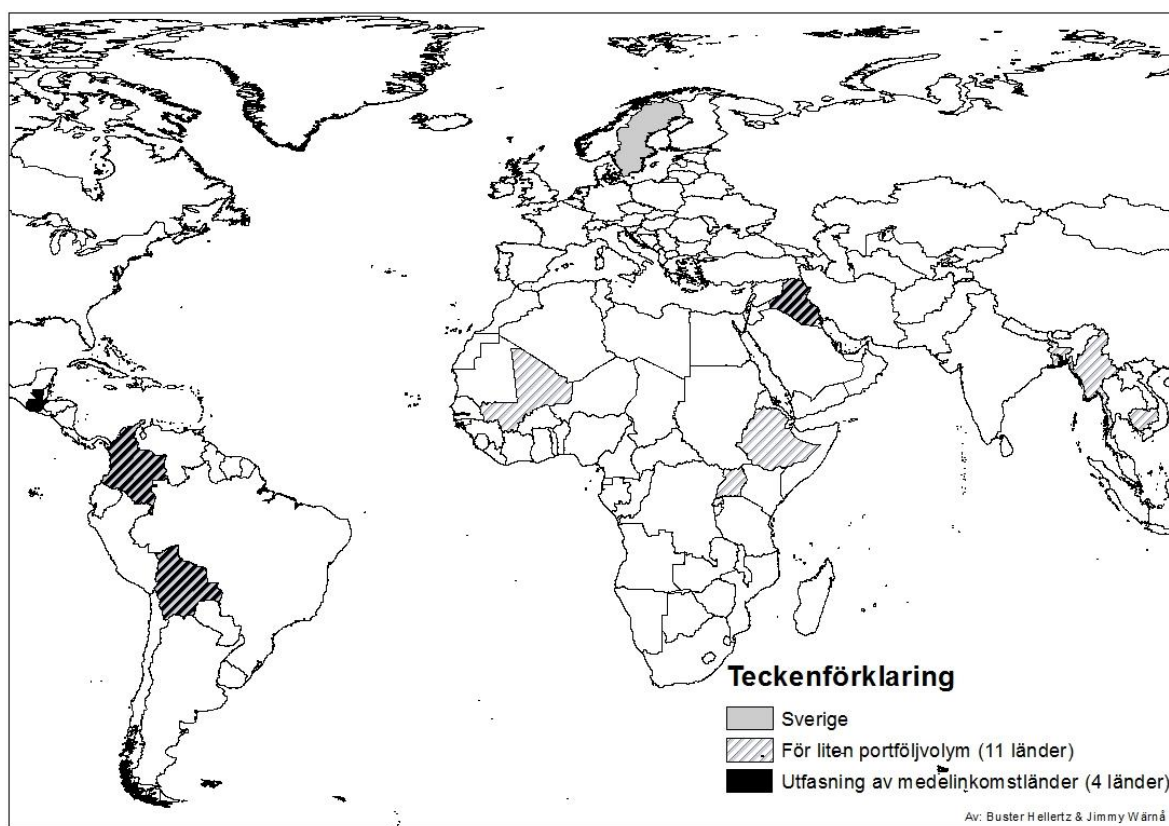 Teckenförklaring
Sverige
För liten portföljvolym (11 länder)
Utfasning av medelinkomstländer (4 länder)
Av: Buster Hellertz & Jimmy Wärnå